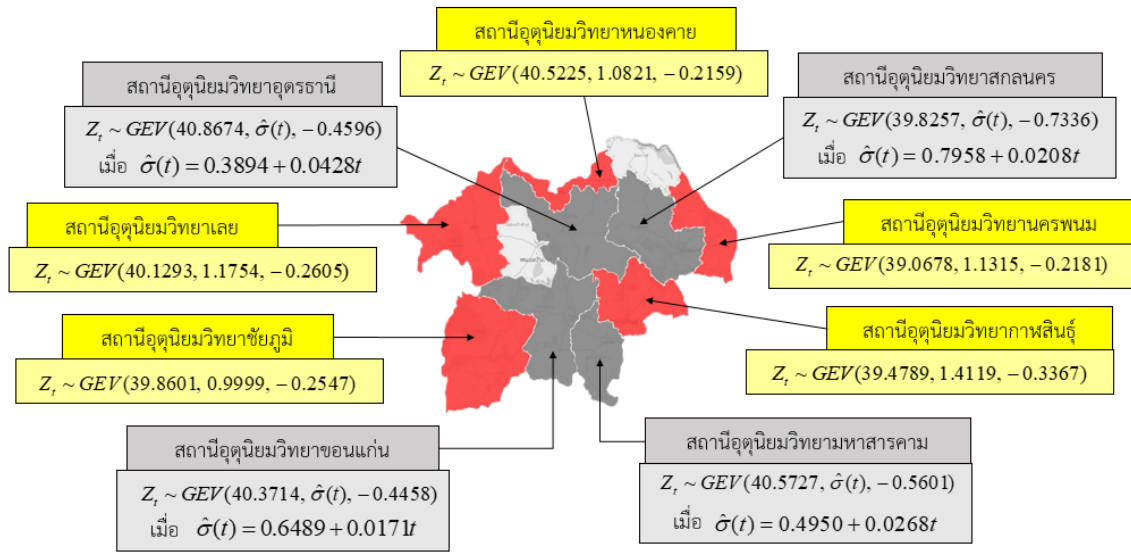 สถานีอุตุนิยมวิทยาหนองคาย
Z_t ~ GEV(40.5225, 1.0821, −0.2159)
สถานีอุตุนิยมวิทยาอุดรธานี
Z_t ~ GEV(40.8674, σ̂(t), −0.4596)
เมื่อ σ̂(t) = 0.3894 + 0.0428t
สถานีอุตุนิยมวิทยาสกลนคร
Z_t ~ GEV(39.8257, σ̂(t), −0.7336)
เมื่อ σ̂(t) = 0.7958 + 0.0208t
สถานีอุตุนิยมวิทยาเลย
Z_t ~ GEV(40.1293, 1.1754, −0.2605)
สถานีอุตุนิยมวิทยานครพนม
Z_t ~ GEV(39.0678, 1.1315, −0.2181)
สถานีอุตุนิยมวิทยาชัยภูมิ
Z_t ~ GEV(39.8601, 0.9999, −0.2547)
สถานีอุตุนิยมวิทยากาฬสินธุ์
Z_t ~ GEV(39.4789, 1.4119, −0.3367)
สถานีอุตุนิยมวิทยาขอนแก่น
Z_t ~ GEV(40.3714, σ̂(t), −0.4458)
เมื่อ σ̂(t) = 0.6489 + 0.0171t
สถานีอุตุนิยมวิทยามหาสารคาม
Z_t ~ GEV(40.5727, σ̂(t), −0.5601)
เมื่อ σ̂(t) = 0.4950 + 0.0268t